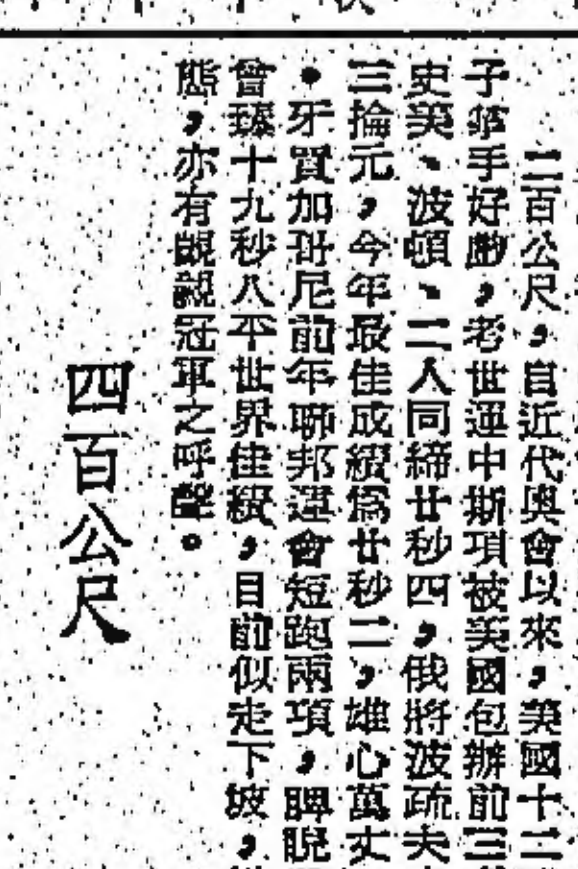 二百公尺，自近代奧會以來，美國十二
子拿手好戲，老世運中斯項被美國包辦前三
史美、波頓、二人同締廿秒四，俄將波疏夫
三掄元，今年最佳成績爲廿秒二，雄心萬丈
。牙買加研尼前年聯邦運會短跑兩項，睥睨
曾臻十九秒八平世界佳績，目前似走下坡，
態，亦有覬覦冠軍之呼聲。
四百公尺